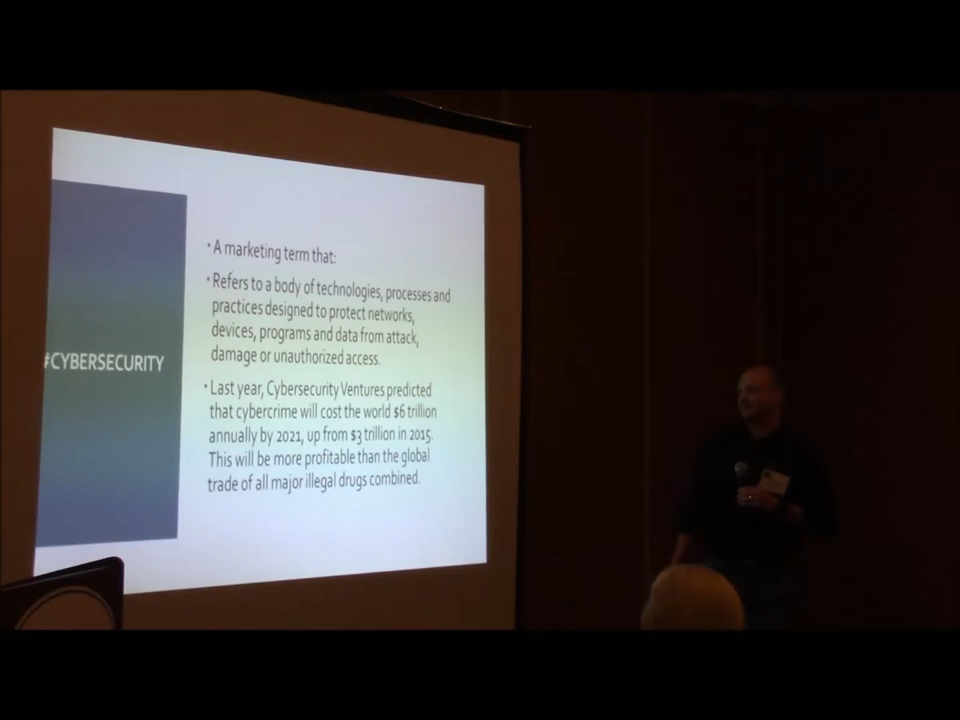 #CYBERSECURITY
• A marketing term that:
• Refers to a body of technologies, processes and
practices designed to protect networks,
devices, programs and data from attack,
damage or unauthorized access.
• Last year, Cybersecurity Ventures predicted
that cybercrime will cost the world $6 trillion
annually by 2021, up from $3 trillion in 2015.
This will be more profitable than the global
trade of all major illegal drugs combined.